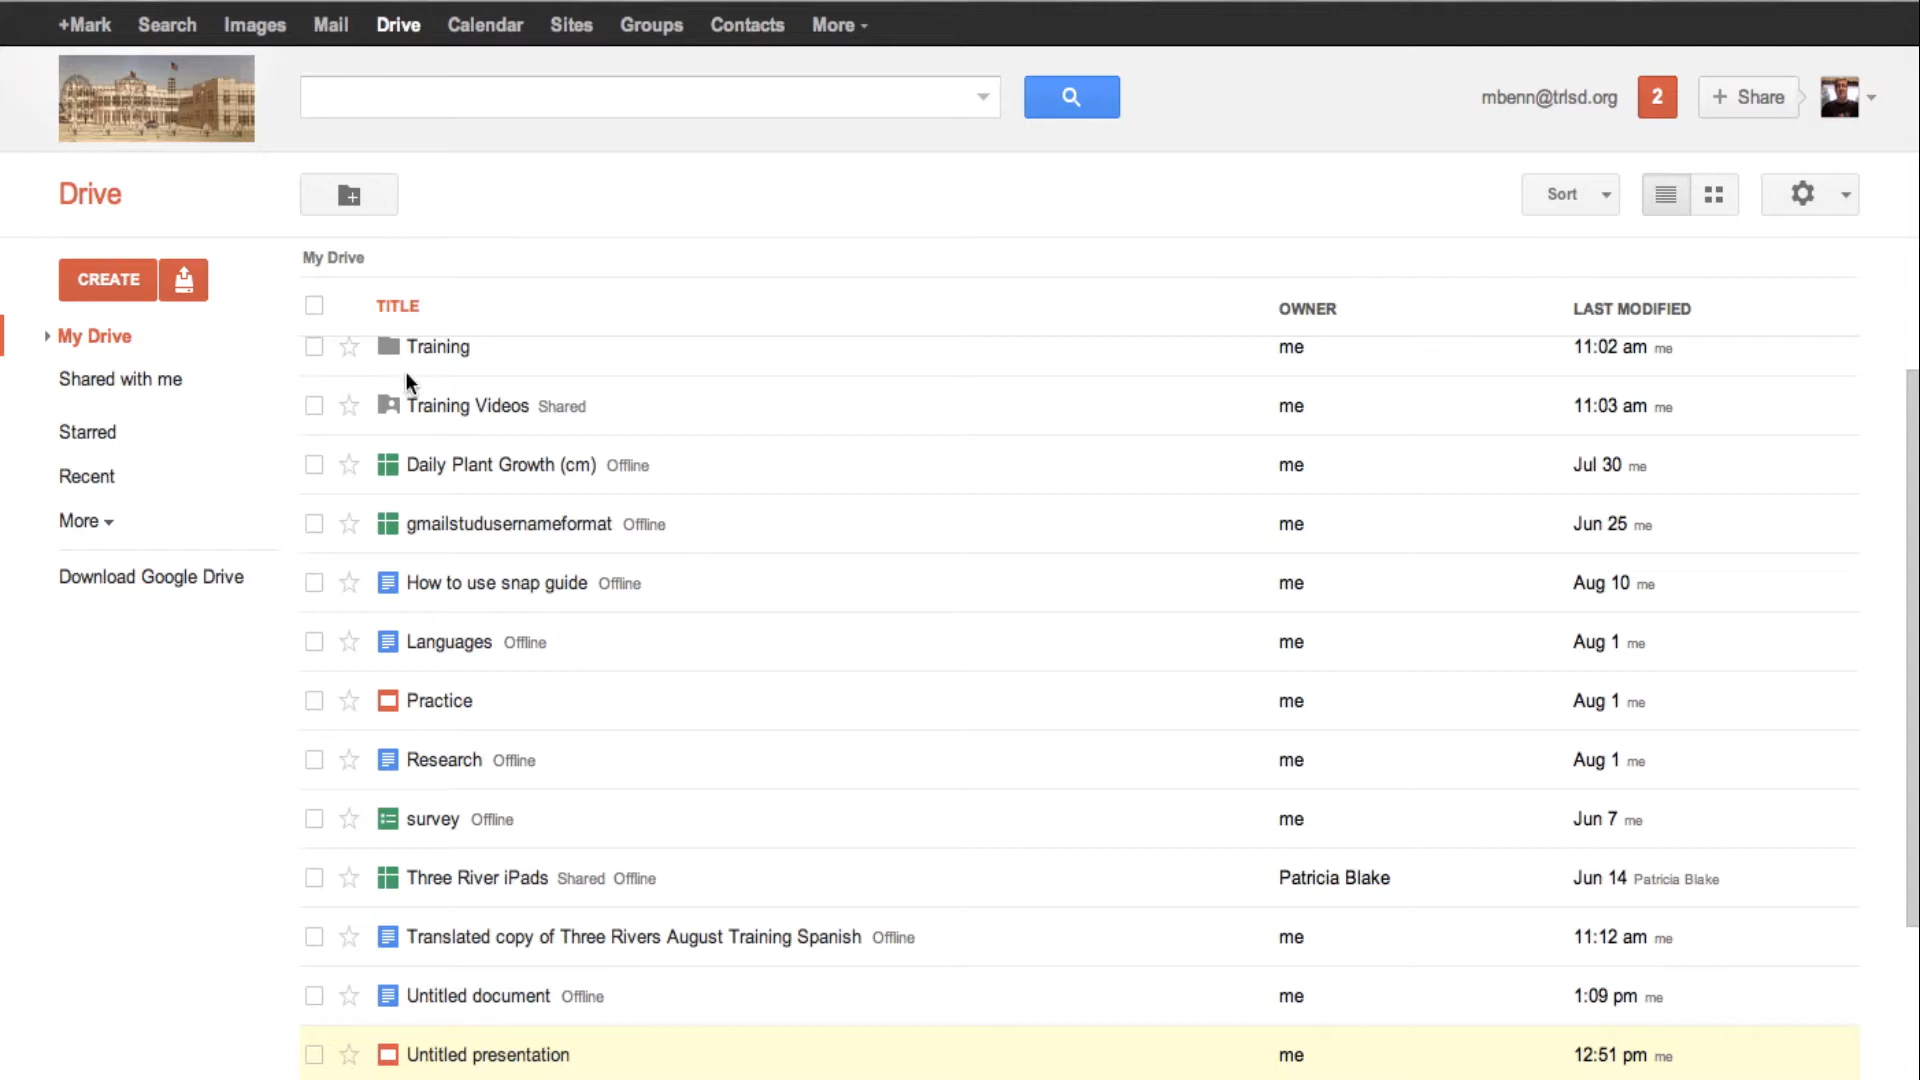 +Mark Search Images Mail Drive Calendar Sites Groups Contacts More
mbenn@trlsd.org 2 + Share
Drive
Sort
My Drive
CREATE
My Drive
Shared with me
Starred
Recent
More
Download Google Drive
TITLE OWNER LAST MODIFIED
Training me 11:02 am me
Training Videos Shared me 11:03 am me
Daily Plant Growth (cm) Offline me Jul 30 me
gmailstudusernameformat Offline me Jun 25 me
How to use snap guide Offline me Aug 10 me
Languages Offline me Aug 1 me
Practice me Aug 1 me
Research Offline me Aug 1 me
survey Offline me Jun 7 me
Three River iPads Shared Offline Patricia Blake Jun 14 Patricia Blake
Translated copy of Three Rivers August Training Spanish Offline me 11:12 am me
Untitled document Offline me 1:09 pm me
Untitled presentation me 12:51 pm me